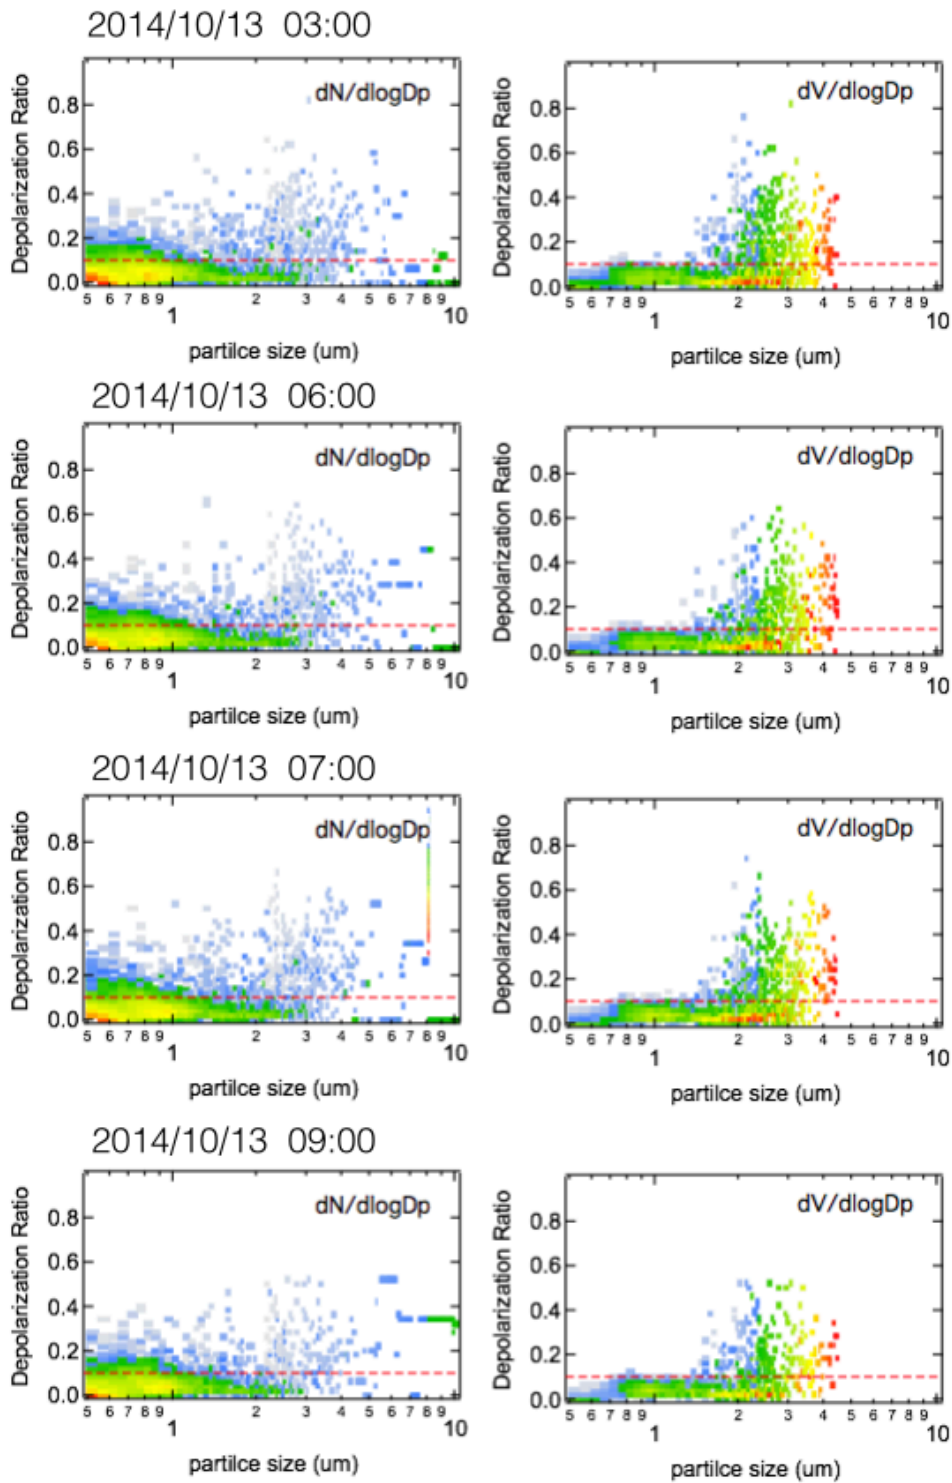 2014/10/13 03:00
Depolarization Ratio
0.8
0.6
0.4
0.2
0.0
dN/dlogDp
5 6 7 8 9 1 2 3 4 5 6 7 8 9 10
partilce size (um)
Depolarization Ratio
0.8
0.6
0.4
0.2
0.0
dV/dlogDp
5 6 7 8 9 1 2 3 4 5 6 7 8 9 10
partilce size (um)
2014/10/13 06:00
Depolarization Ratio
0.8
0.6
0.4
0.2
0.0
dN/dlogDp
5 6 7 8 9 1 2 3 4 5 6 7 8 9 10
partilce size (um)
Depolarization Ratio
0.8
0.6
0.4
0.2
0.0
dV/dlogDp
5 6 7 8 9 1 2 3 4 5 6 7 8 9 10
partilce size (um)
2014/10/13 07:00
Depolarization Ratio
0.8
0.6
0.4
0.2
0.0
dN/dlogDp
5 6 7 8 9 1 2 3 4 5 6 7 8 9 10
partilce size (um)
Depolarization Ratio
0.8
0.6
0.4
0.2
0.0
dV/dlogDp
5 6 7 8 9 1 2 3 4 5 6 7 8 9 10
partilce size (um)
2014/10/13 09:00
Depolarization Ratio
0.8
0.6
0.4
0.2
0.0
dN/dlogDp
5 6 7 8 9 1 2 3 4 5 6 7 8 9 10
partilce size (um)
Depolarization Ratio
0.8
0.6
0.4
0.2
0.0
dV/dlogDp
5 6 7 8 9 1 2 3 4 5 6 7 8 9 10
partilce size (um)